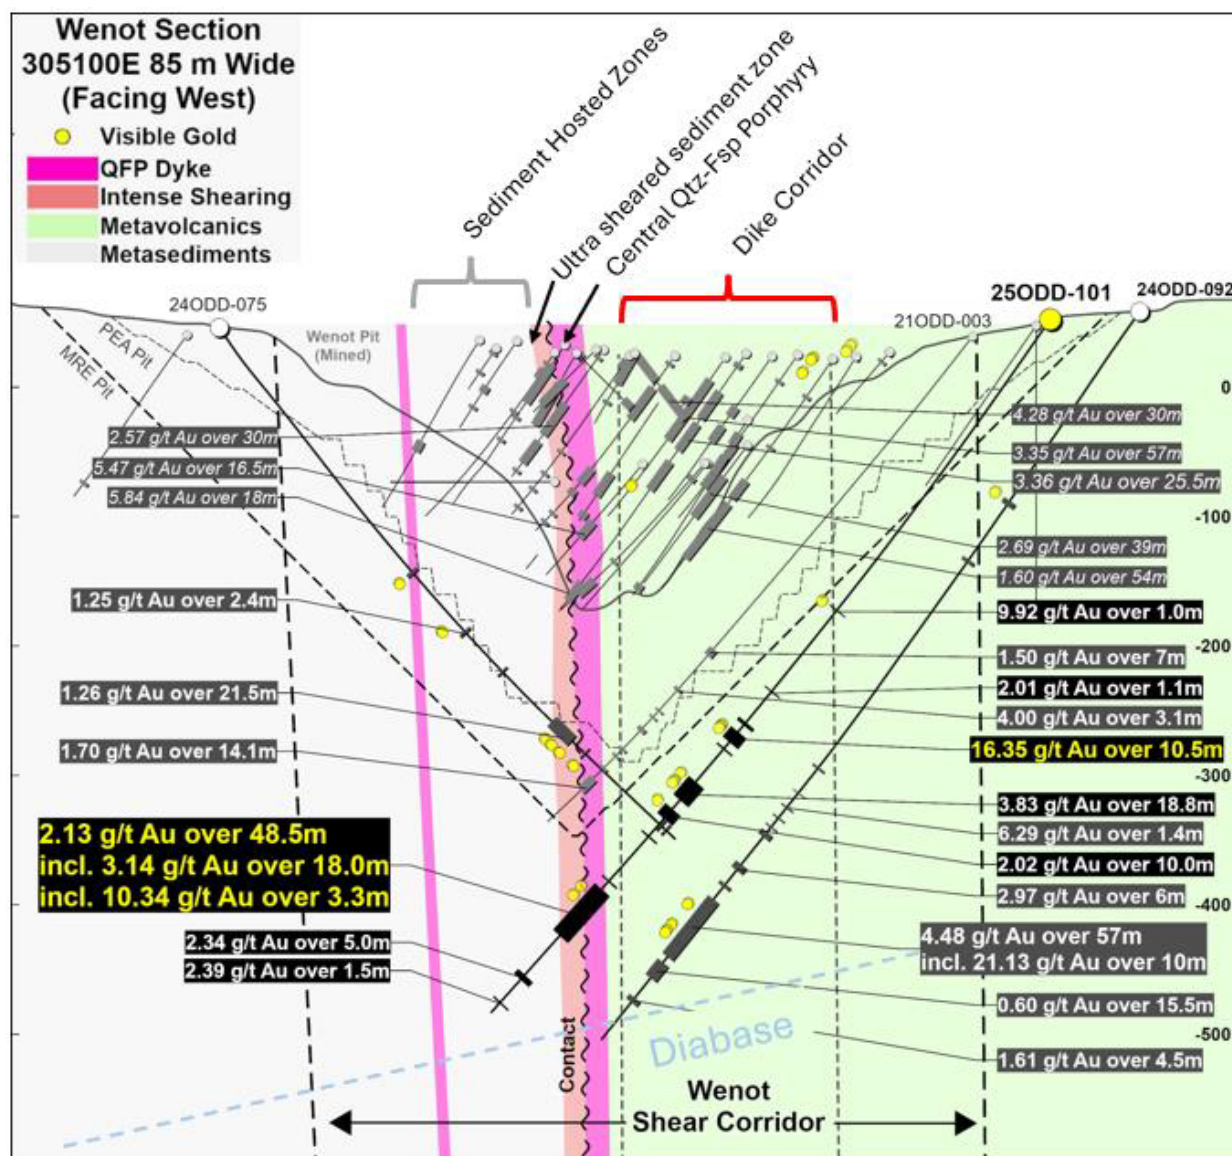 Wenot Section
305100E 85 m Wide
(Facing West)
Visible Gold
QFP Dyke
Intense Shearing
Metavolcanics
Metasediments
Sediment Hosted Zones
Ultra sheared sediment zone
Central Qtz-Fsp Porphyry
Dike Corridor
24ODD-075
Wenot Pit
(Mined)
21ODD-003
25ODD-101
24ODD-092
PEA Pit
MRE Pit
2.57 g/t Au over 30m
5.47 g/t Au over 16.5m
5.84 g/t Au over 18m
1.25 g/t Au over 2.4m
1.26 g/t Au over 21.5m
1.70 g/t Au over 14.1m
2.13 g/t Au over 48.5m
incl. 3.14 g/t Au over 18.0m
incl. 10.34 g/t Au over 3.3m
2.34 g/t Au over 5.0m
2.39 g/t Au over 1.5m
0
4.28 g/t Au over 30m
3.35 g/t Au over 57m
3.36 g/t Au over 25.5m
-100
2.69 g/t Au over 39m
1.60 g/t Au over 54m
9.92 g/t Au over 1.0m
-200
1.50 g/t Au over 7m
2.01 g/t Au over 1.1m
4.00 g/t Au over 3.1m
16.35 g/t Au over 10.5m
-300
3.83 g/t Au over 18.8m
6.29 g/t Au over 1.4m
2.02 g/t Au over 10.0m
2.97 g/t Au over 6m
-400
4.48 g/t Au over 57m
incl. 21.13 g/t Au over 10m
0.60 g/t Au over 15.5m
-500
1.61 g/t Au over 4.5m
Diabase
Contact
Wenot
Shear Corridor